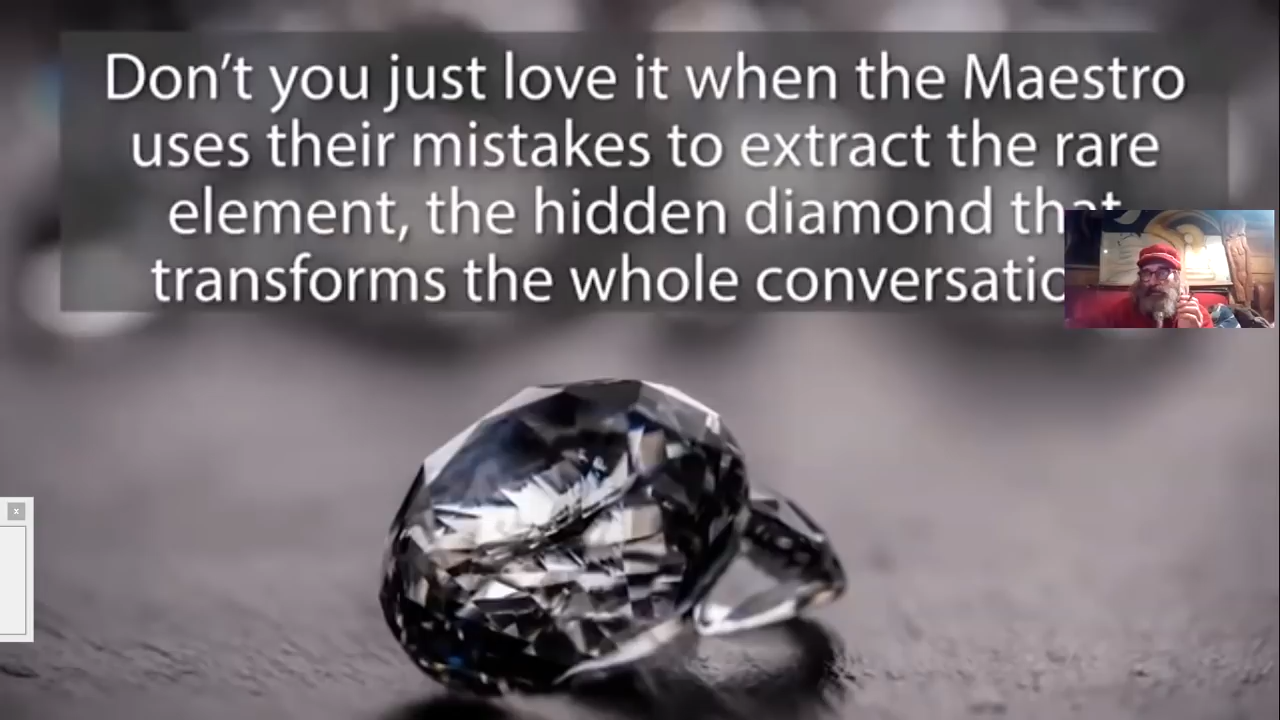 Don't you just love it when the Maestro
uses their mistakes to extract the rare
element, the hidden diamond that
transforms the whole
x